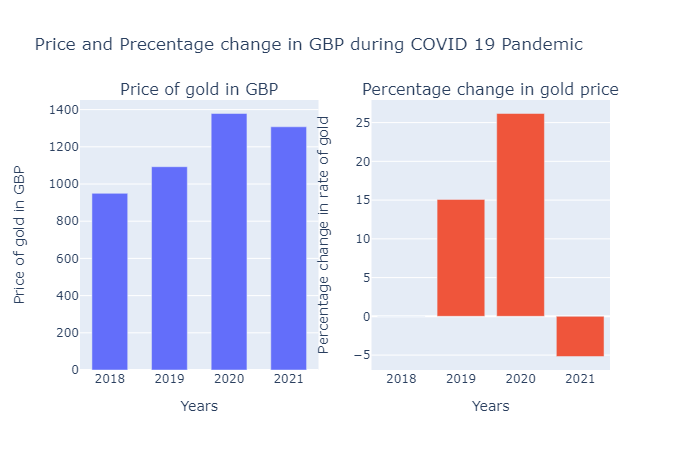 Price and Precentage change in GBP during COVID 19 Pandemic
Price of gold in GBP
Percentage change in gold price
Price of gold in GBP
1400
1200
1000
800
600
400
200
0
2018 2019 2020 2021
Years
Percentage change in rate of gold
25
20
15
10
5
0
−5
2018 2019 2020 2021
Years